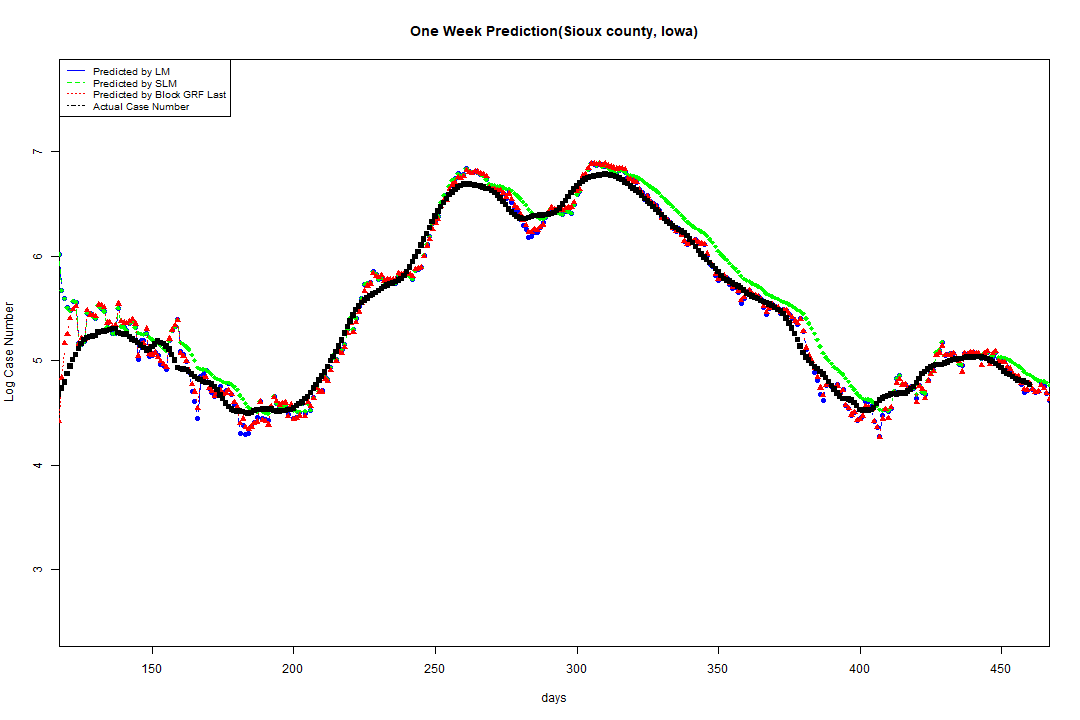 One Week Prediction(Sioux county, Iowa)
Predicted by LM
Predicted by SLM
Predicted by Block GRF Last
Actual Case Number
7
6
5
4
3
Log Case Number
150 200 250 300 350 400 450
days